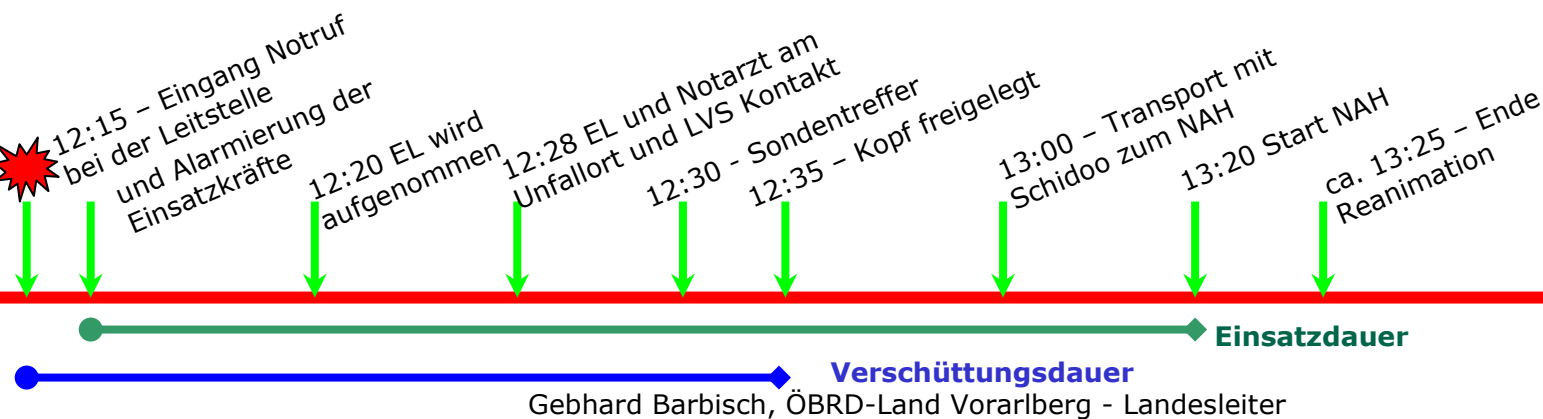 12:15 – Eingang Notruf
bei der Leitstelle
und Alarmierung der
Einsatzkräfte
12:20 EL wird
aufgenommen
12:28 EL und Notarzt am
Unfallort und LVS Kontakt
12:30 - Sondentreffer
12:35 – Kopf freigelegt
13:00 – Transport mit
Schidoo zum NAH
13:20 Start NAH
ca. 13:25 – Ende
Reanimation
Einsatzdauer
Verschüttungsdauer
Gebhard Barbisch, ÖBRD-Land Vorarlberg - Landesleiter